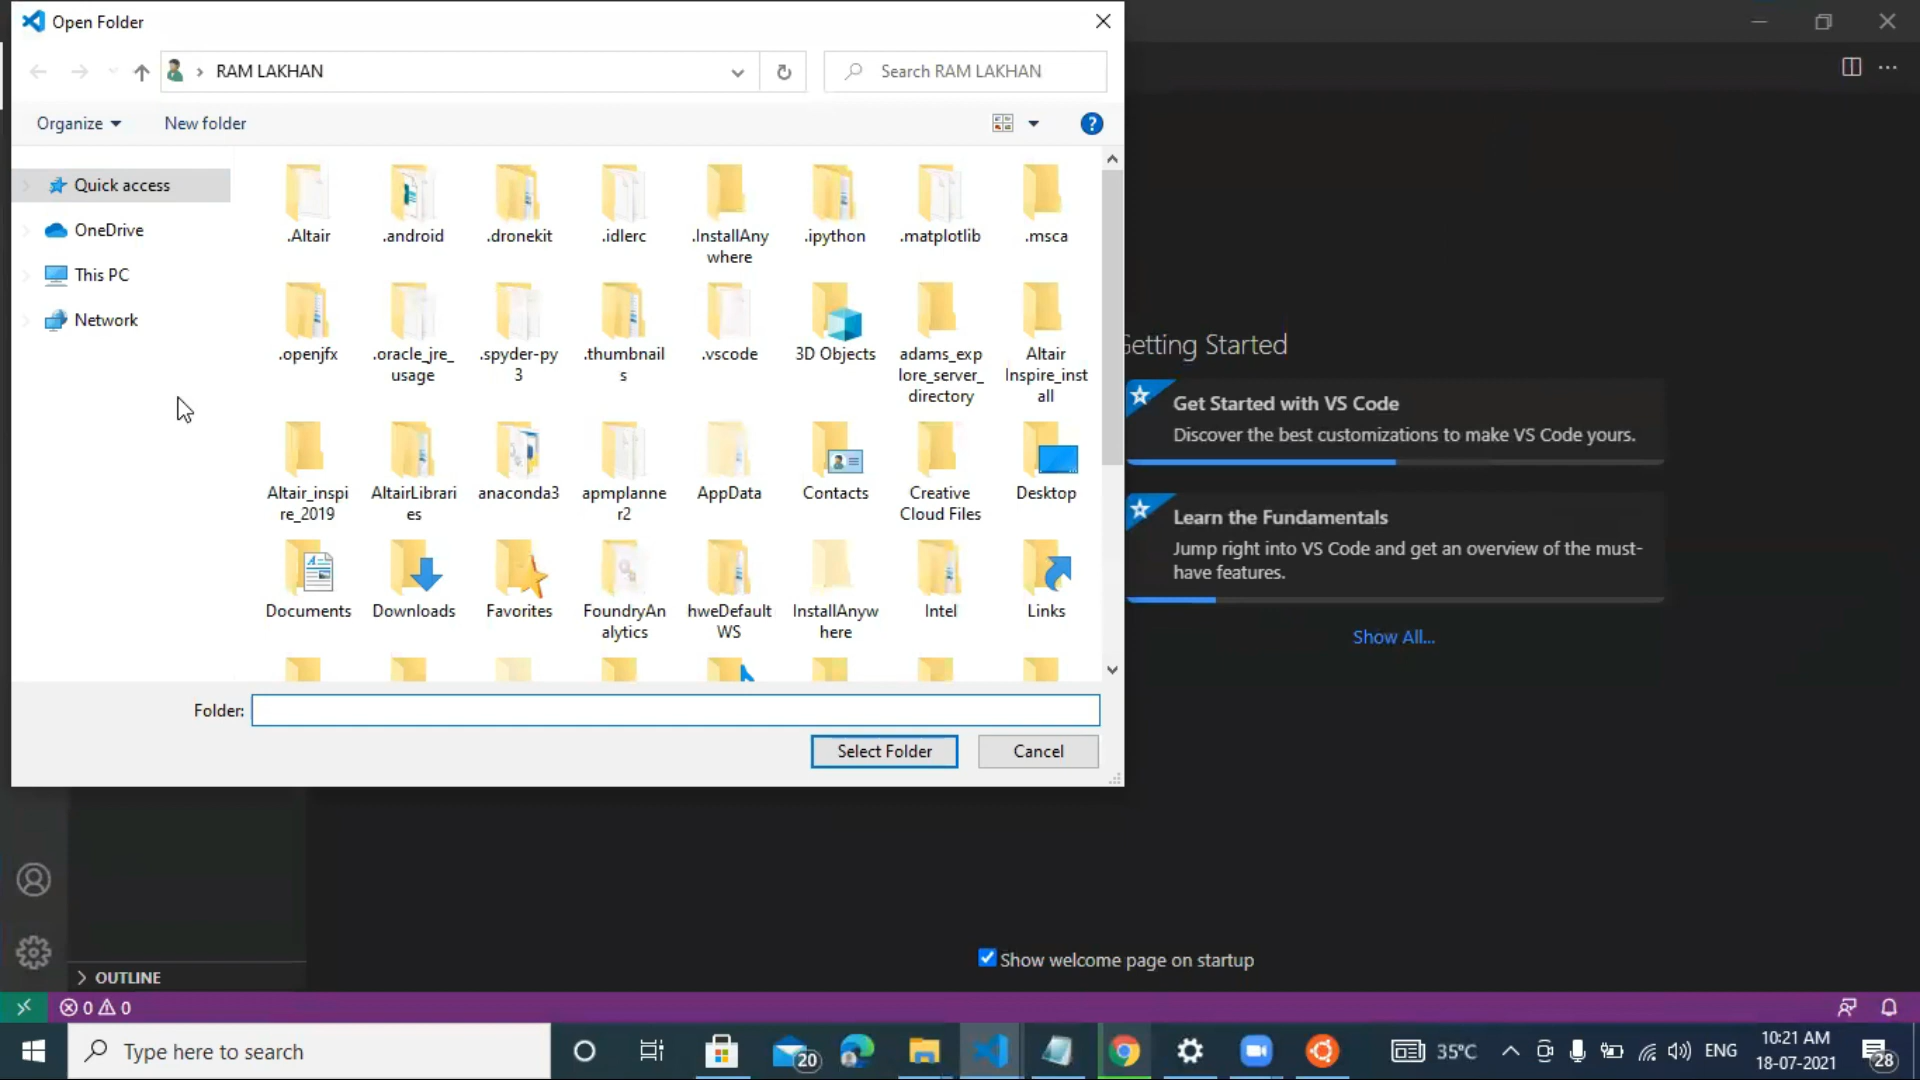 Open Folder
RAM LAKHAN
Search RAM LAKHAN
Organize
New folder
Quick access
OneDrive
This PC
Network
.Altair
.android
.dronekit
.idlerc
.InstallAny
where
.ipython
.matplotlib
.msca
.openjfx
.oracle_jre_
usage
.spyder-py
3
.thumbnail
s
.vscode
3D Objects
adams_exp
lore_server_
directory
Altair
Inspire_inst
all
Altair_inspi
re_2019
AltairLibrari
es
anaconda3
apmplanne
r2
AppData
Contacts
Creative
Cloud Files
Desktop
Documents
Downloads
Favorites
FoundryAn
alytics
hweDefault
WS
InstallAnyw
here
Intel
Links
Folder:
Select Folder
Cancel
Getting Started
Get Started with VS Code
Discover the best customizations to make VS Code yours.
Learn the Fundamentals
Jump right into VS Code and get an overview of the must-
have features.
Show All...
Show welcome page on startup
OUTLINE
0 0
Type here to search
20
35°C
ENG
10:21 AM
18-07-2021
28